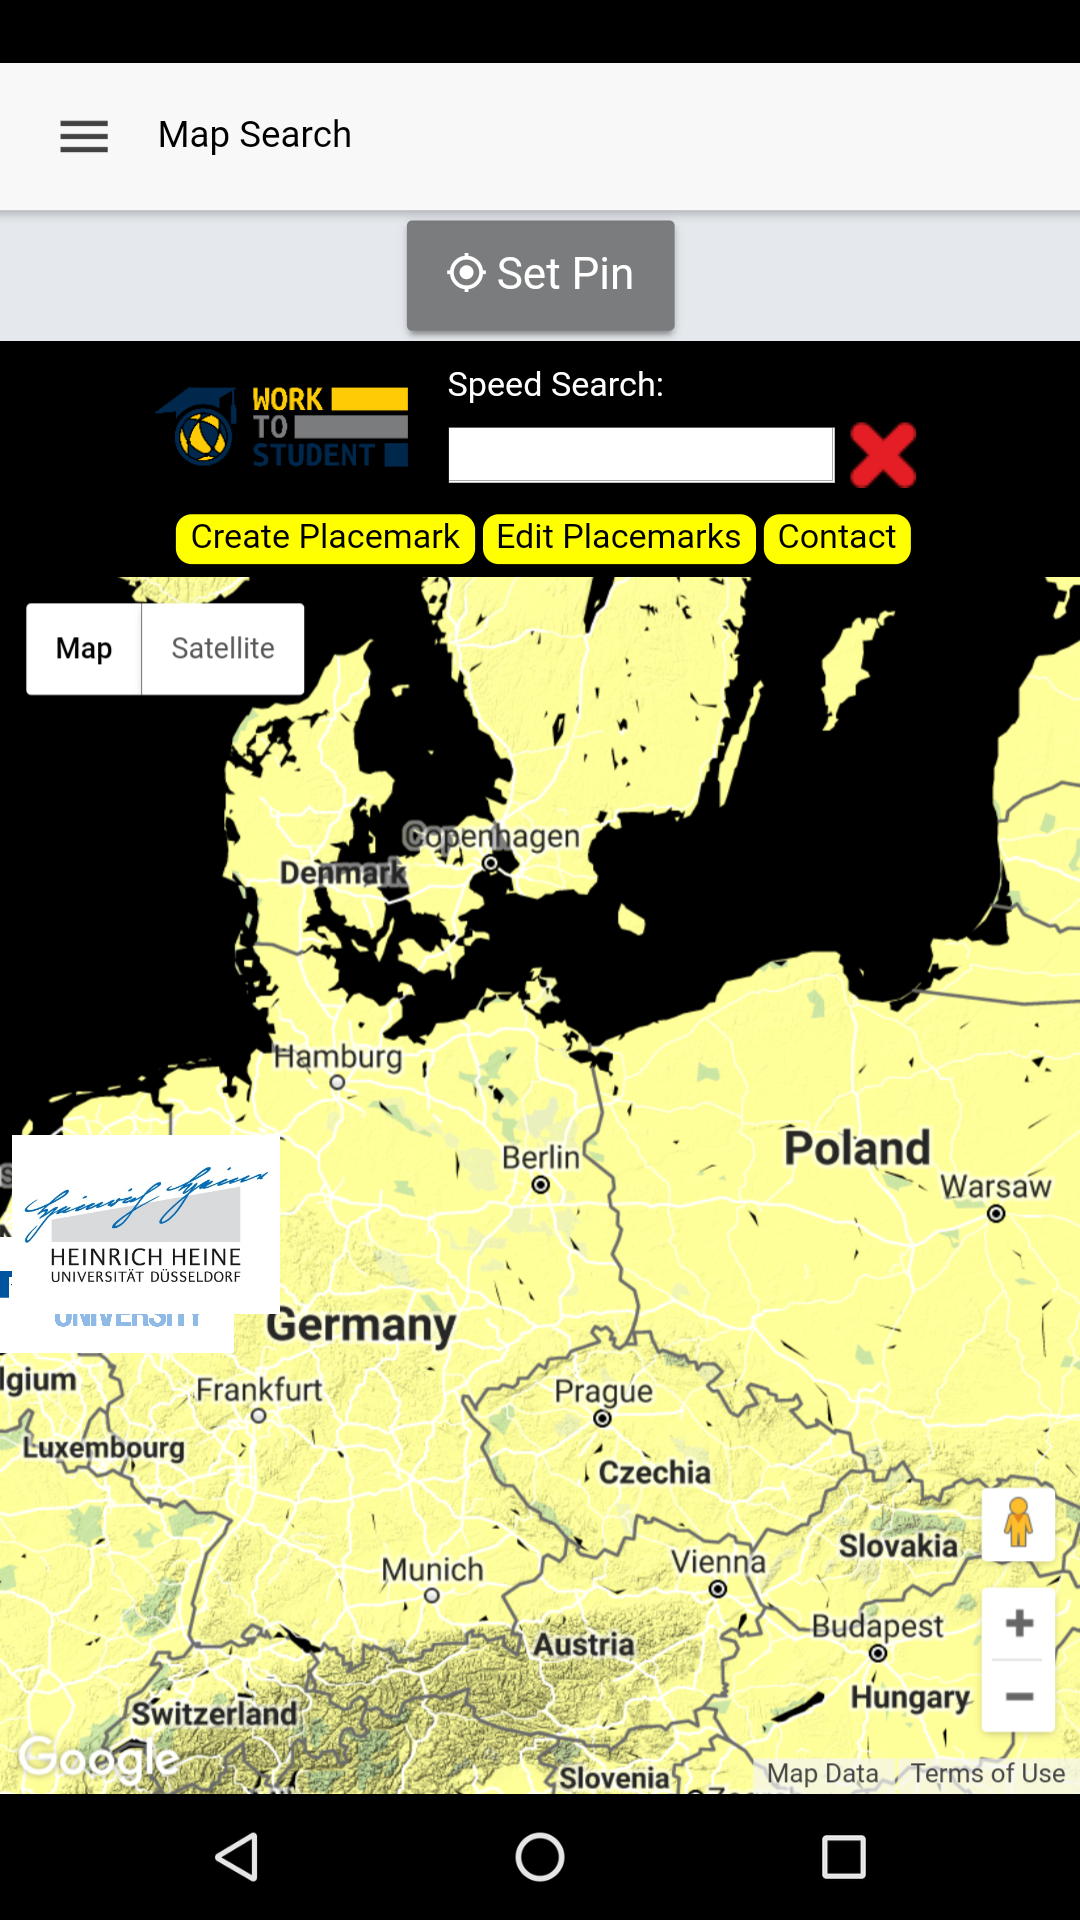 Map Search
Set Pin
WORK
TO
STUDENT
Speed Search:
Create Placemark
Edit Placemarks
Contact
Map
Satellite
Copenhagen
Denmark
Hamburg
Berlin
Poland
Warsaw
HEINRICH HEINE
UNIVERSITÄT DÜSSELDORF
UNIVERSITY
Germany
lgium
Frankfurt
Prague
Luxembourg
Czechia
Slovakia
Munich
Vienna
Budapest
Austria
Hungary
Switzerland
Google
Slovenia
Map Data
Terms of Use